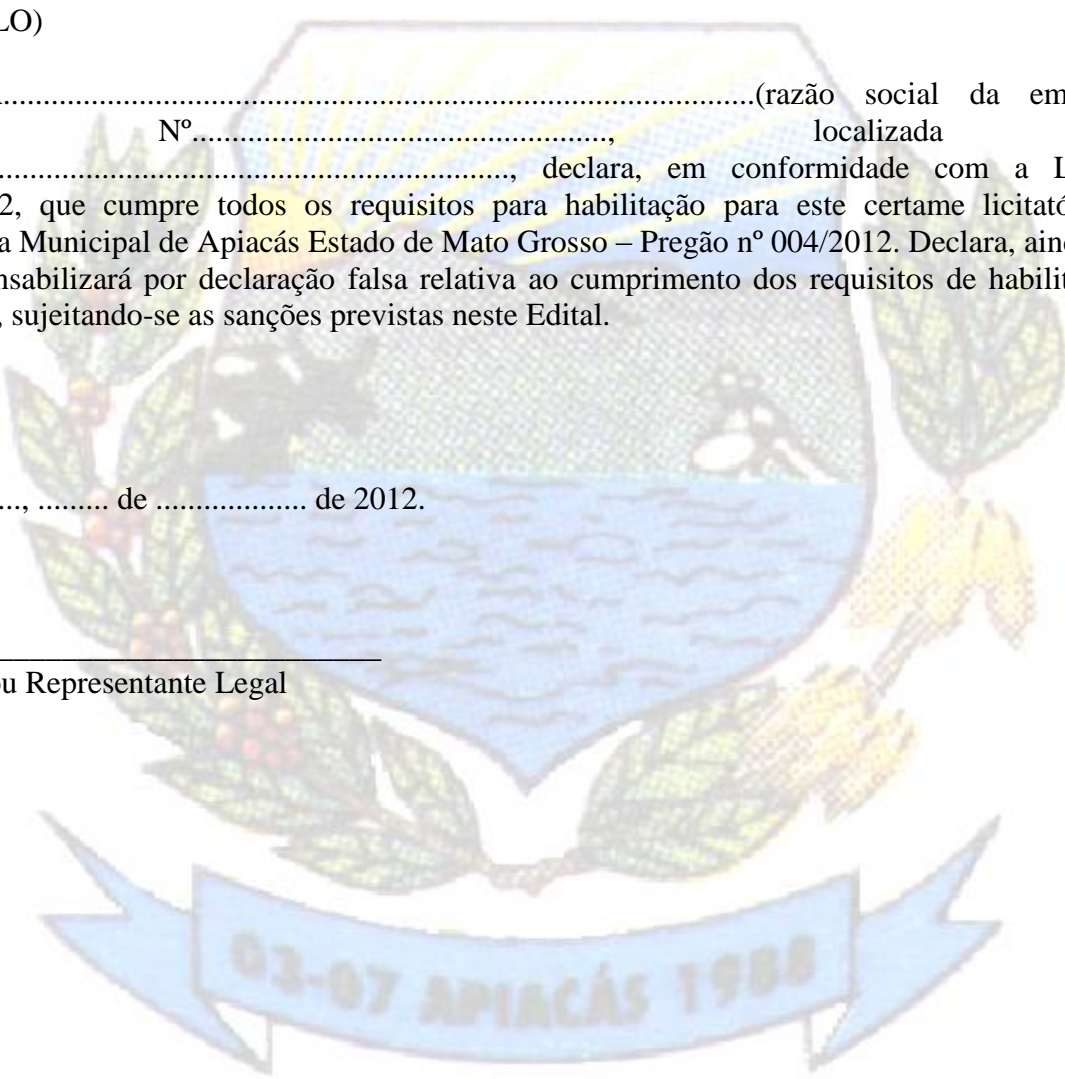 LO)
...............................................................................................(razão social da em
Nº...................................................., localizada
................................................................, declara, em conformidade com a L
2, que cumpre todos os requisitos para habilitação para este certame licitató
a Municipal de Apiacás Estado de Mato Grosso – Pregão nº 004/2012. Declara, aind
nsabilizará por declaração falsa relativa ao cumprimento dos requisitos de habilit
, sujeitando-se as sanções previstas neste Edital.
..., ......... de ................... de 2012.
________________________
ou Representante Legal
03-07 APIACÁS 1988